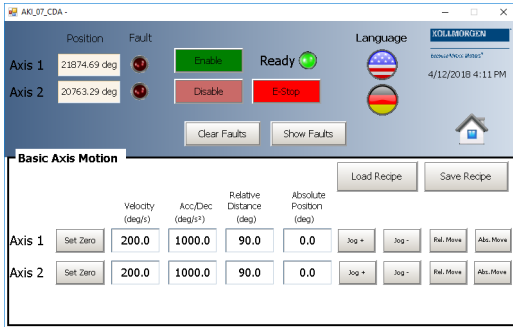 AKI_07_CDA -
Position Fault Language KOLLMORGEN
Axis 1 21874.69 deg Enable Ready
4/12/2018 4:11 PM
Axis 2 20763.29 deg Disable E-Stop
Clear Faults Show Faults
Basic Axis Motion
Load Recipe Save Recipe
Velocity (deg/s) Acc/Dec (deg/s²) Relative Distance (deg) Absolute Position (deg)
Axis 1 Set Zero 200.0 1000.0 90.0 0.0 Jog + Jog - Rel. Move Abs. Move
Axis 2 Set Zero 200.0 1000.0 90.0 0.0 Jog + Jog - Rel. Move Abs. Move